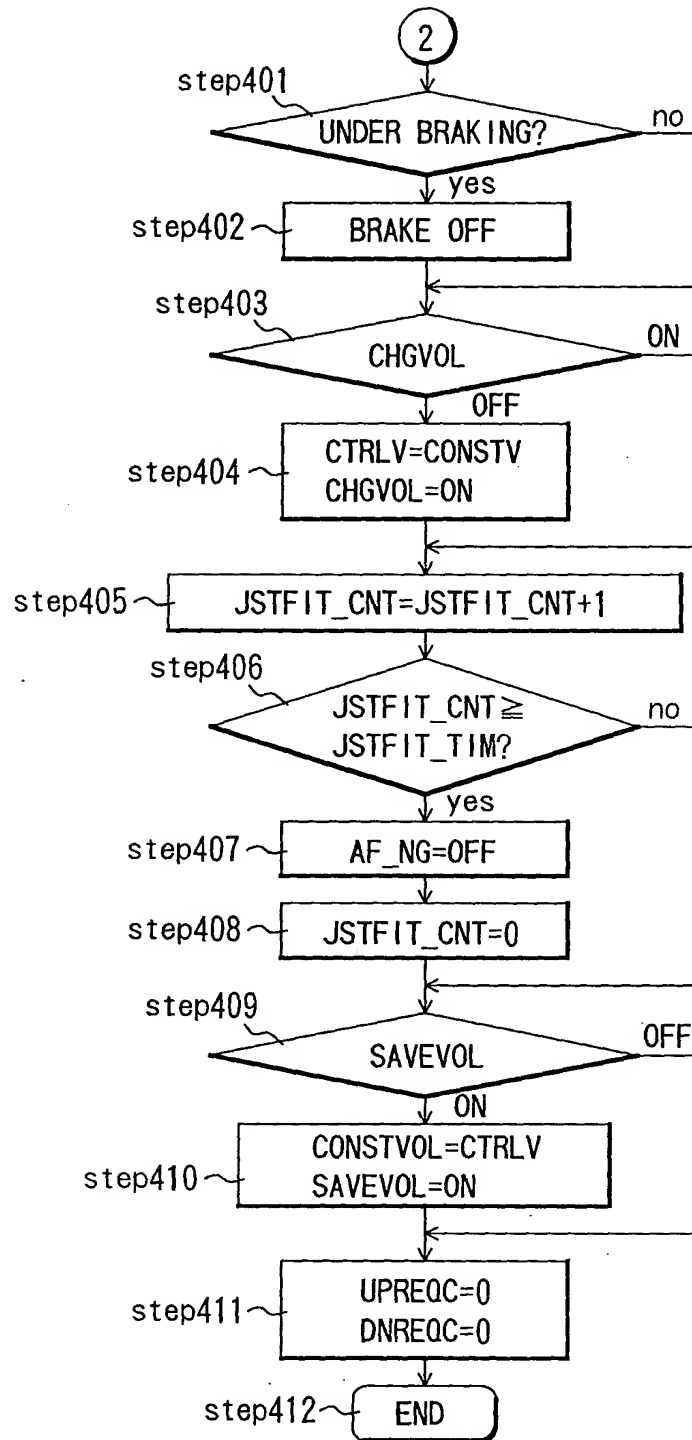 2
step401
UNDER BRAKING?
no
yes
step402
BRAKE OFF
step403
CHGVOL
ON
OFF
step404
CTRLV=CONSTV
CHGVOL=ON
step405
JSTFIT_CNT=JSTFIT_CNT+1
step406
JSTFIT_CNT≧
JSTFIT_TIM?
no
yes
step407
AF_NG=OFF
step408
JSTFIT_CNT=0
step409
SAVEVOL
OFF
ON
step410
CONSTVOL=CTRLV
SAVEVOL=ON
step411
UPREQC=0
DNREQC=0
step412
END